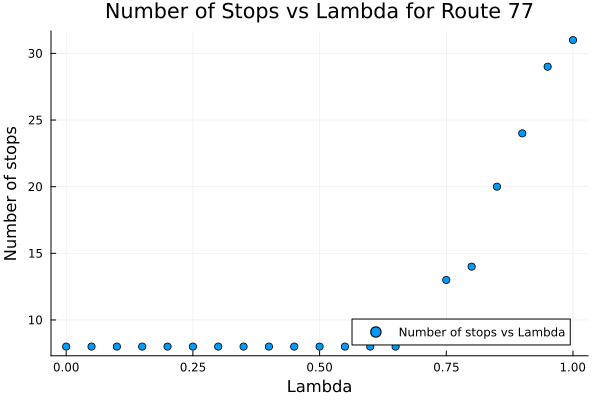 Number of Stops vs Lambda for Route 77
Number of stops
30
25
20
15
10
Number of stops vs Lambda
0.00
0.25
0.50
0.75
1.00
Lambda